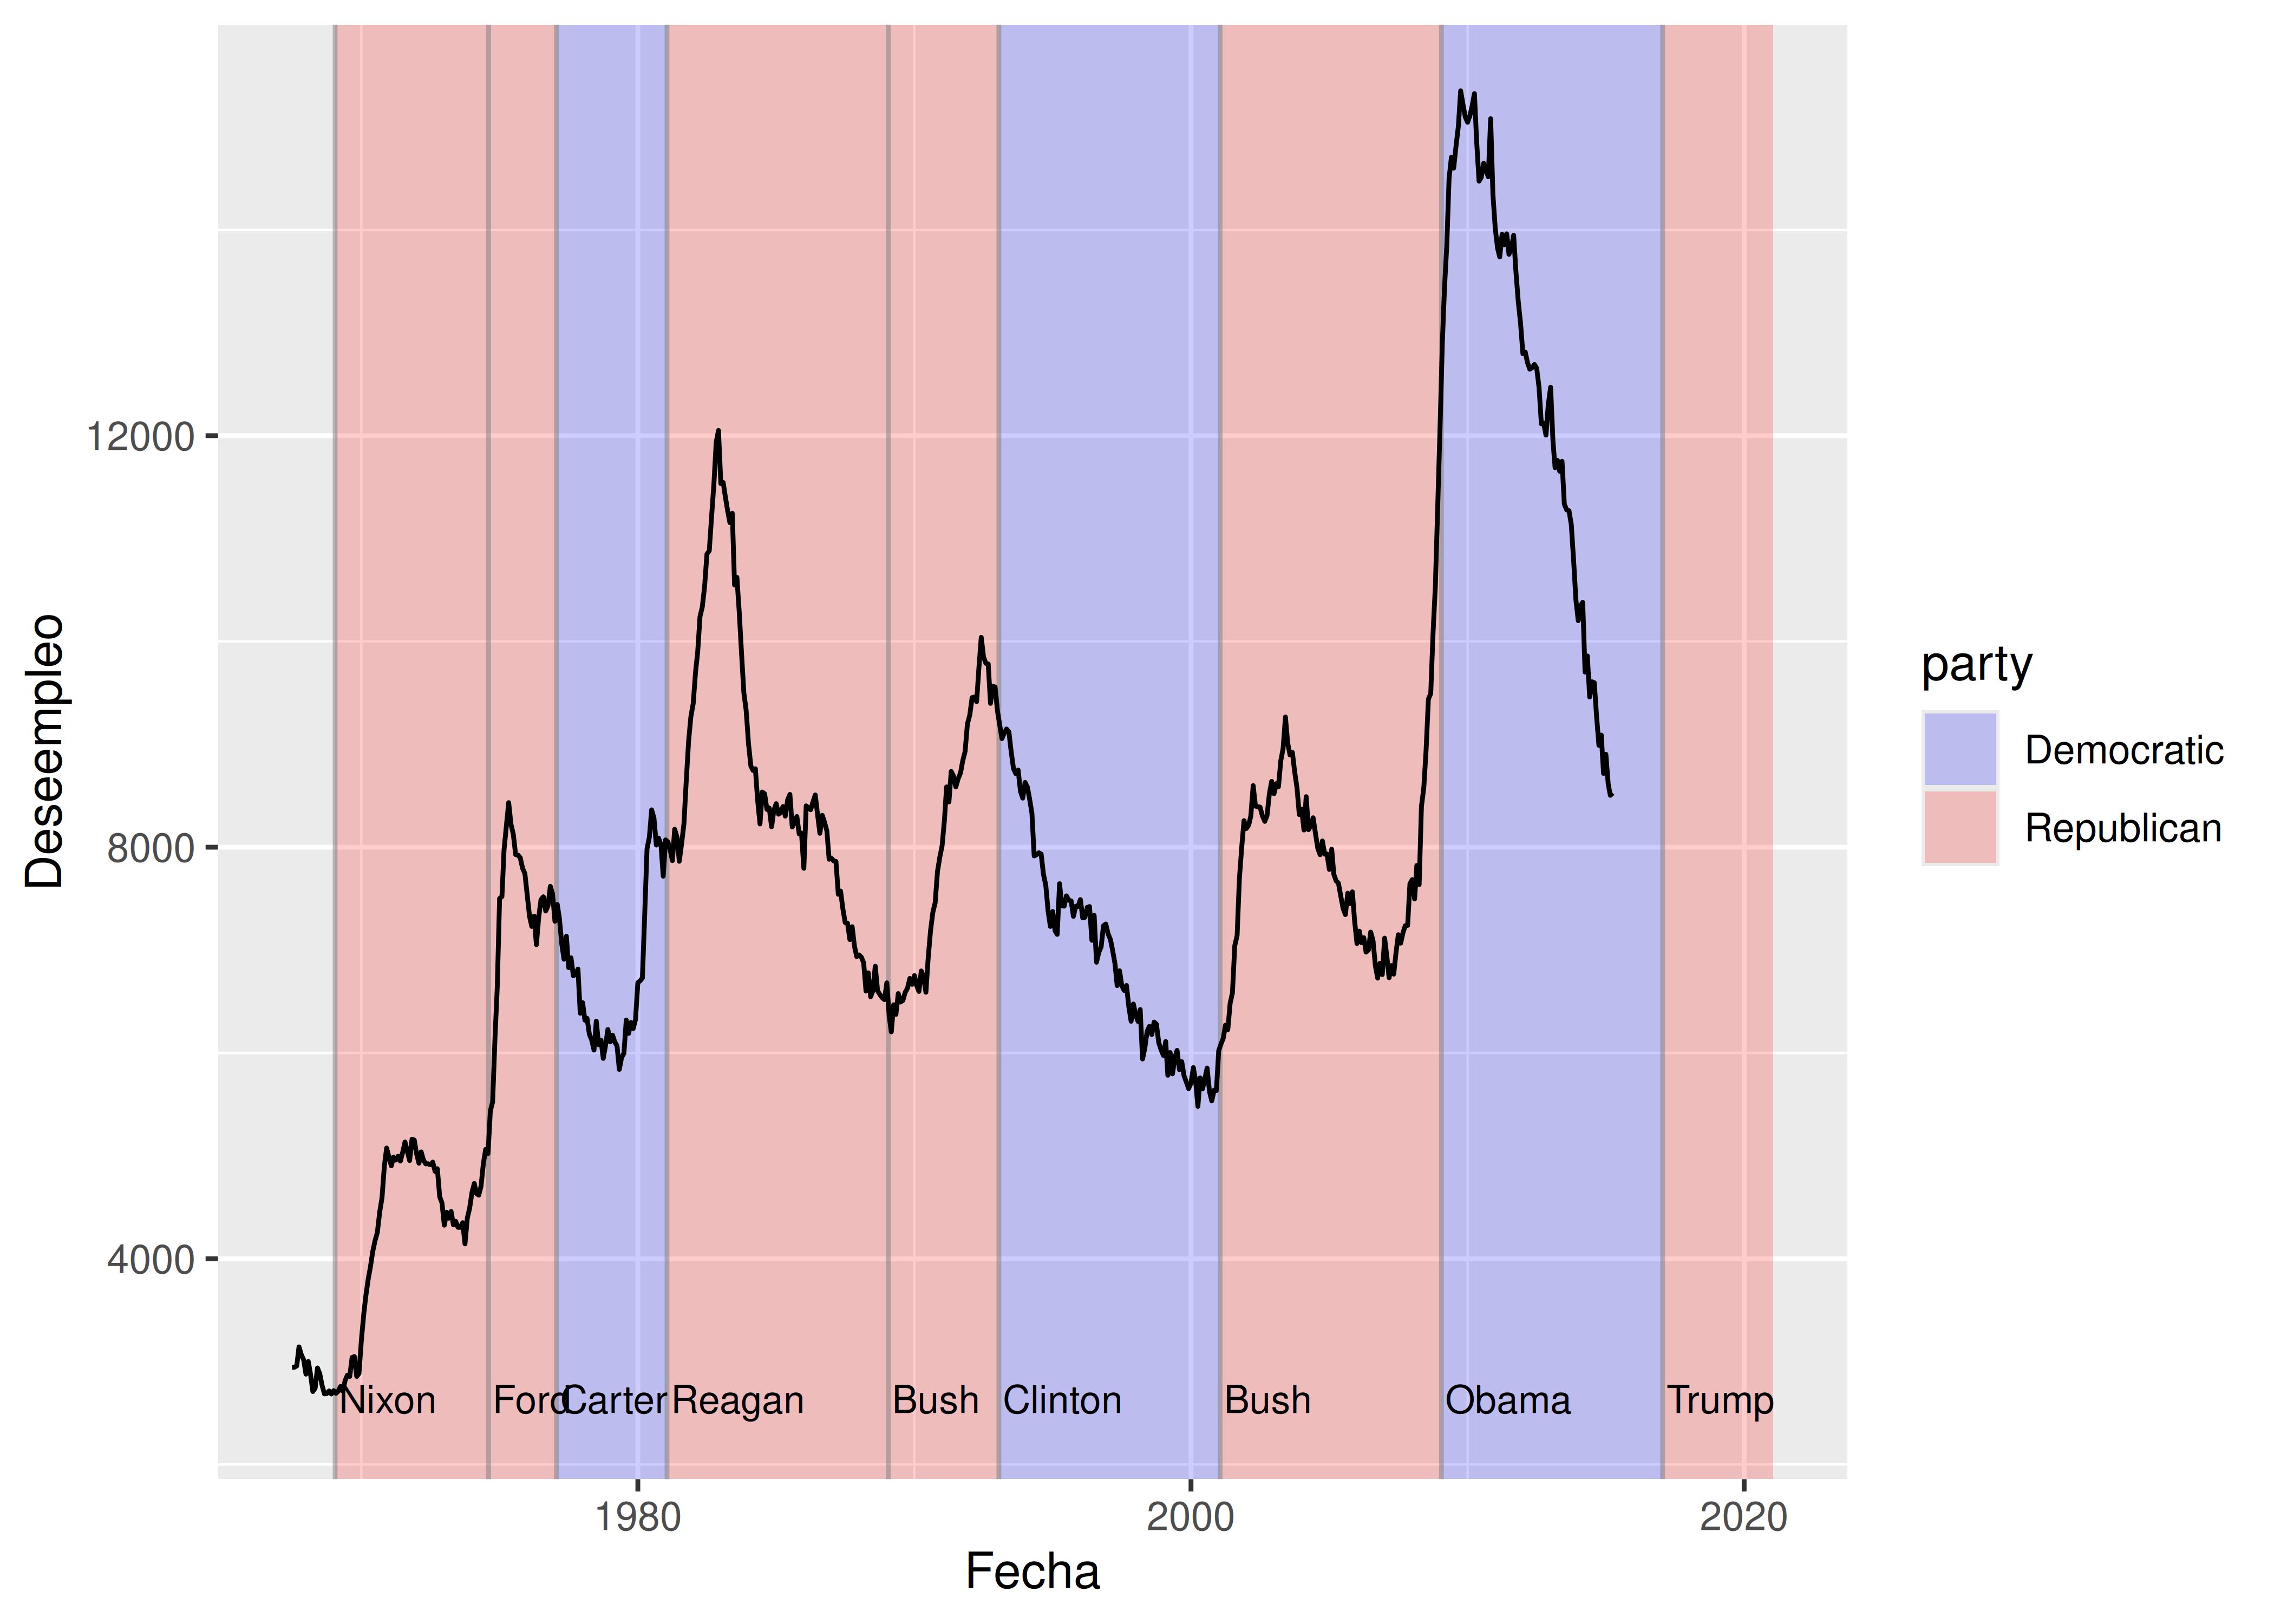 Deseempleo
12000
8000
4000
Nixon
Ford
Carter
Reagan
Bush
Clinton
Bush
Obama
Trump
1980
2000
2020
Fecha
party
Democratic
Republican